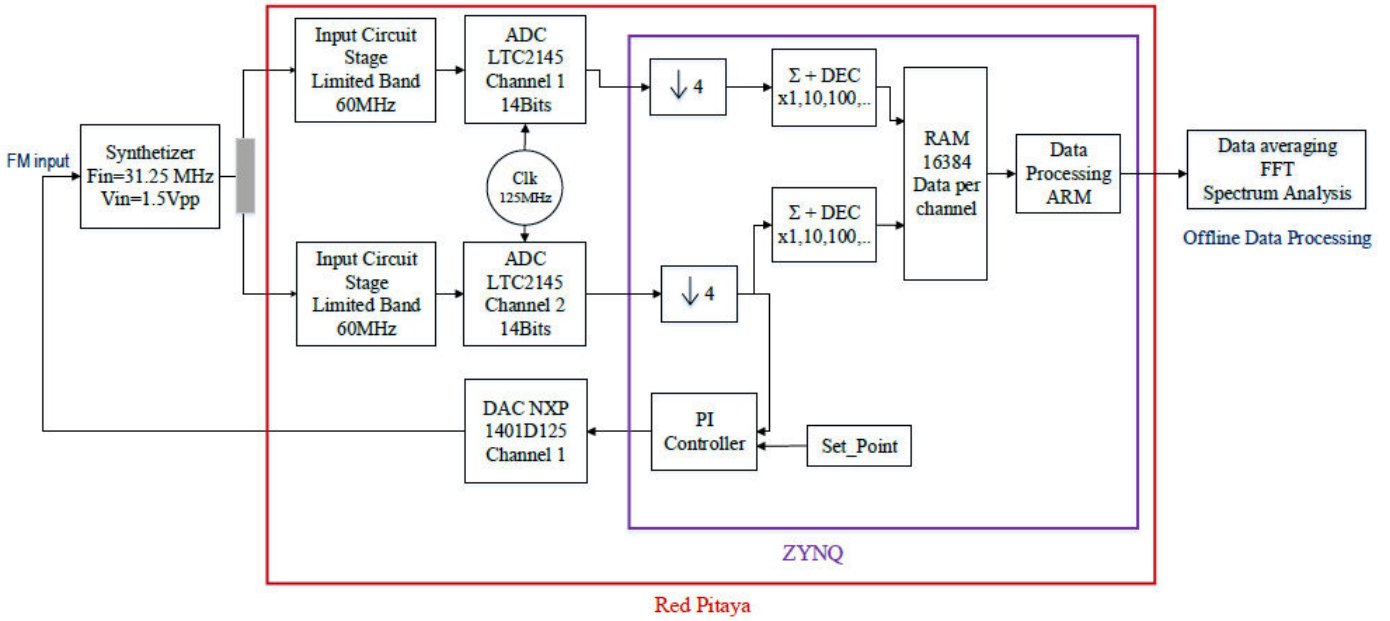 FM input
Synthetizer
Fin=31.25 MHz
Vin=1.5Vpp
Input Circuit
Stage
Limited Band
60MHz
ADC
LTC2145
Channel 1
14Bits
↓ 4
Σ + DEC
x1,10,100,..
Clk
125MHz
RAM
16384
Data per
channel
Data
Processing
ARM
Data averaging
FFT
Spectrum Analysis
Offline Data Processing
Input Circuit
Stage
Limited Band
60MHz
ADC
LTC2145
Channel 2
14Bits
↓ 4
Σ + DEC
x1,10,100,..
DAC NXP
1401D125
Channel 1
PI
Controller
Set_Point
ZYNQ
Red Pitaya